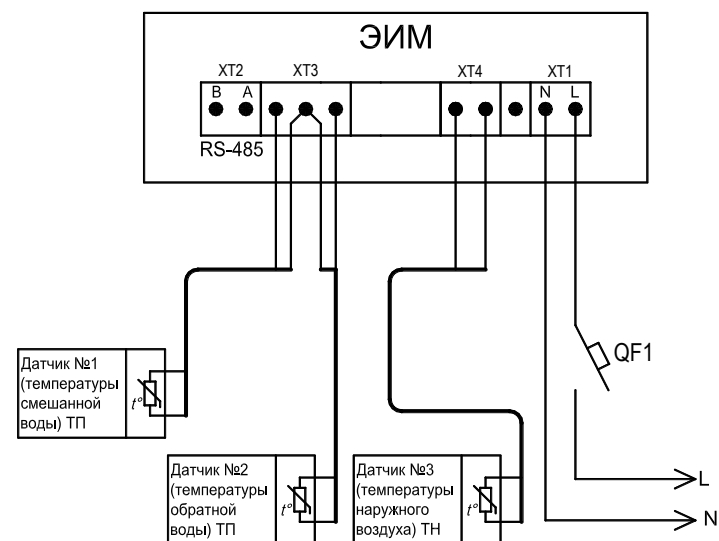 ЭИМ
XT2 XT3 XT4 XT1
B A N L
RS-485
QF1
Датчик №1
(температуры
смешанной
воды) ТП
t°
Датчик №2
(температуры
обратной
воды) ТП
t°
Датчик №3
(температуры
наружного
воздуха) ТН
t°
L
N